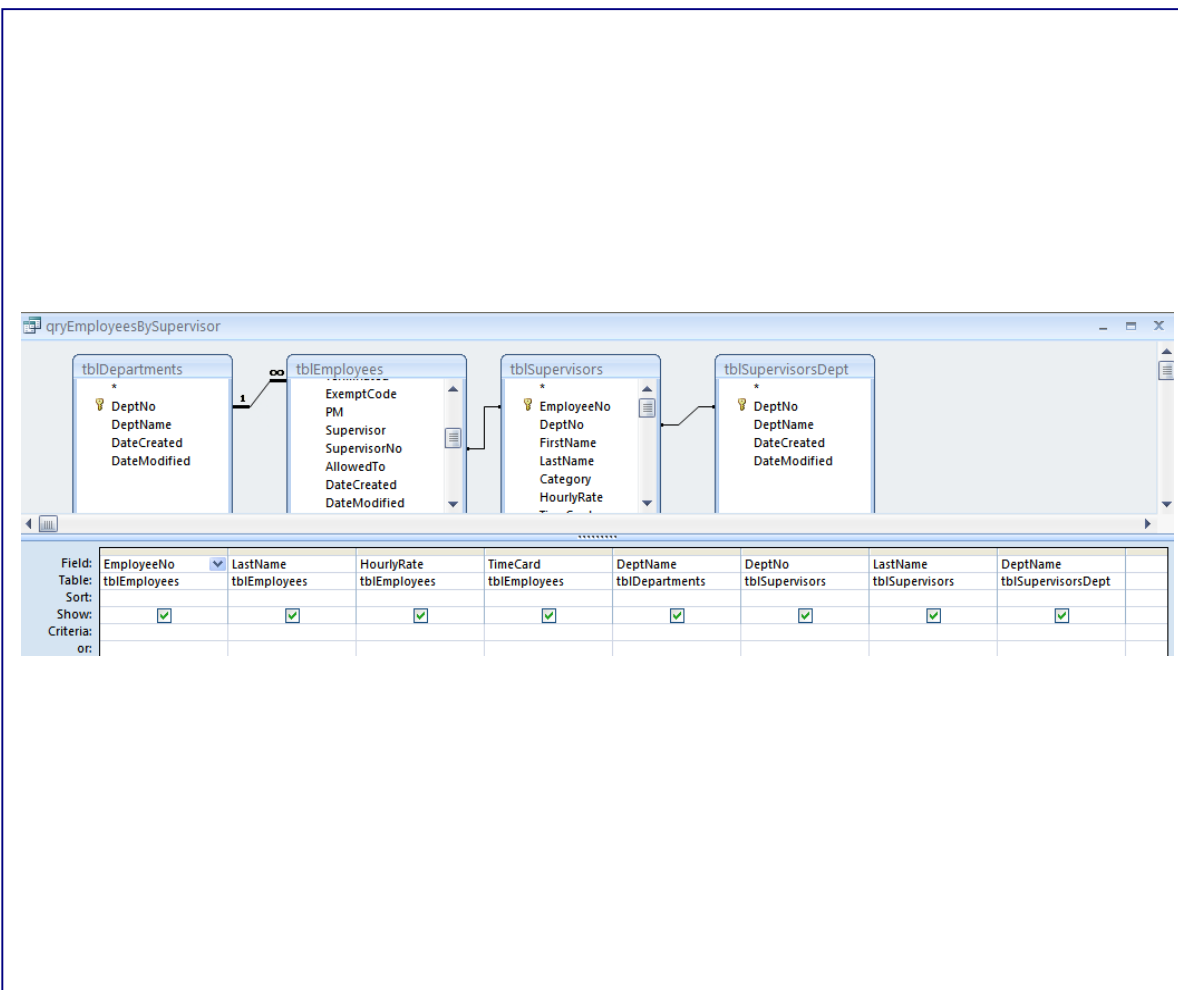 qryEmployeesBySupervisor
tblDepartments
*
DeptNo
DeptName
DateCreated
DateModified
1
∞
tblEmployees
ExemptCode
PM
Supervisor
SupervisorNo
AllowedTo
DateCreated
DateModified
tblSupervisors
*
EmployeeNo
DeptNo
FirstName
LastName
Category
HourlyRate
tblSupervisorsDept
*
DeptNo
DeptName
DateCreated
DateModified
Field: EmployeeNo LastName HourlyRate TimeCard DeptName DeptNo LastName DeptName
Table: tblEmployees tblEmployees tblEmployees tblEmployees tblDepartments tblSupervisors tblSupervisors tblSupervisorsDept
Sort:
Show:
Criteria:
or: